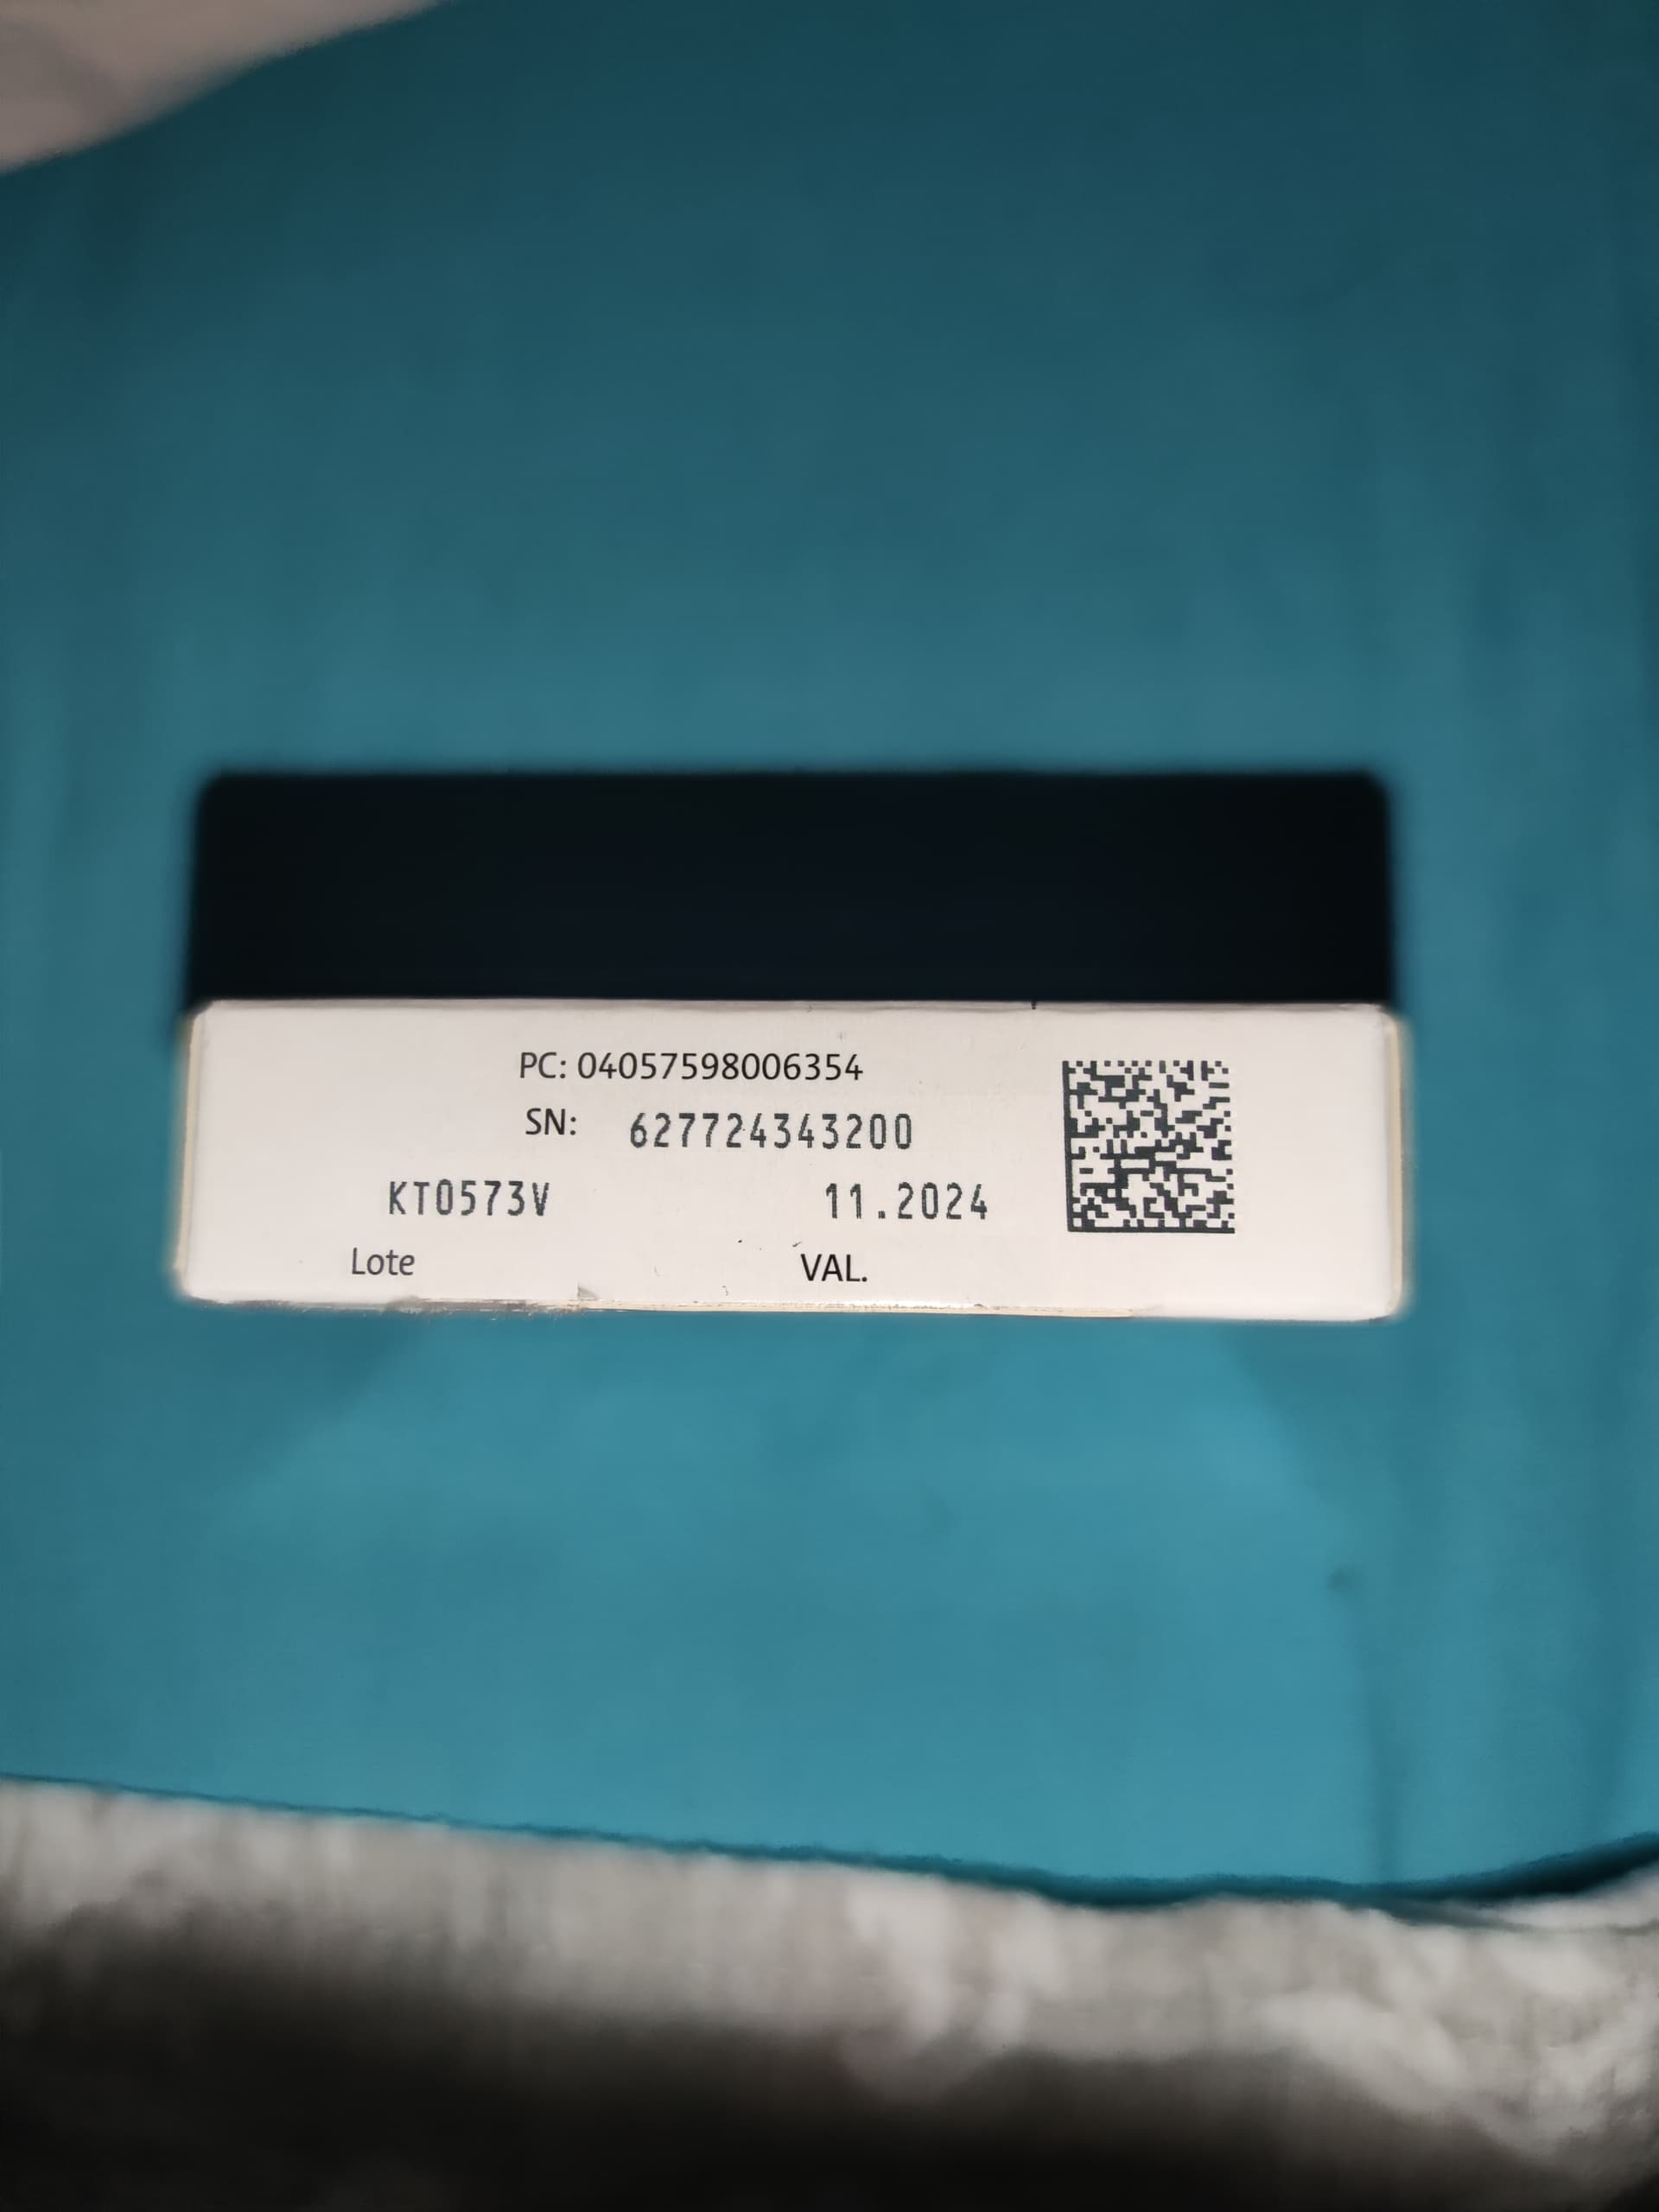 PC: 04057598006354
SN: 627724343200
KT0573V 11.2024
Lote VAL.